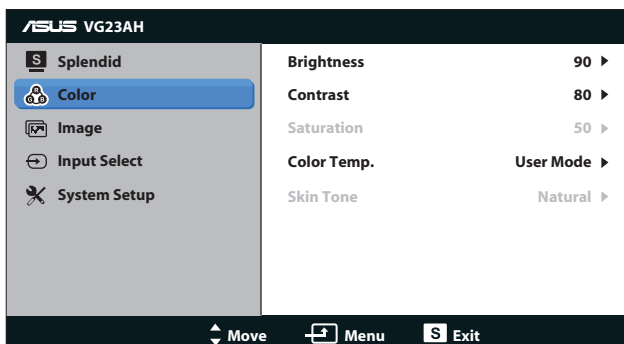 ASUS VG23AH
S Splendid
R G B Color
Image
Input Select
System Setup
Brightness 90
Contrast 80
Saturation 50
Color Temp. User Mode
Skin Tone Natural
Move Menu S Exit